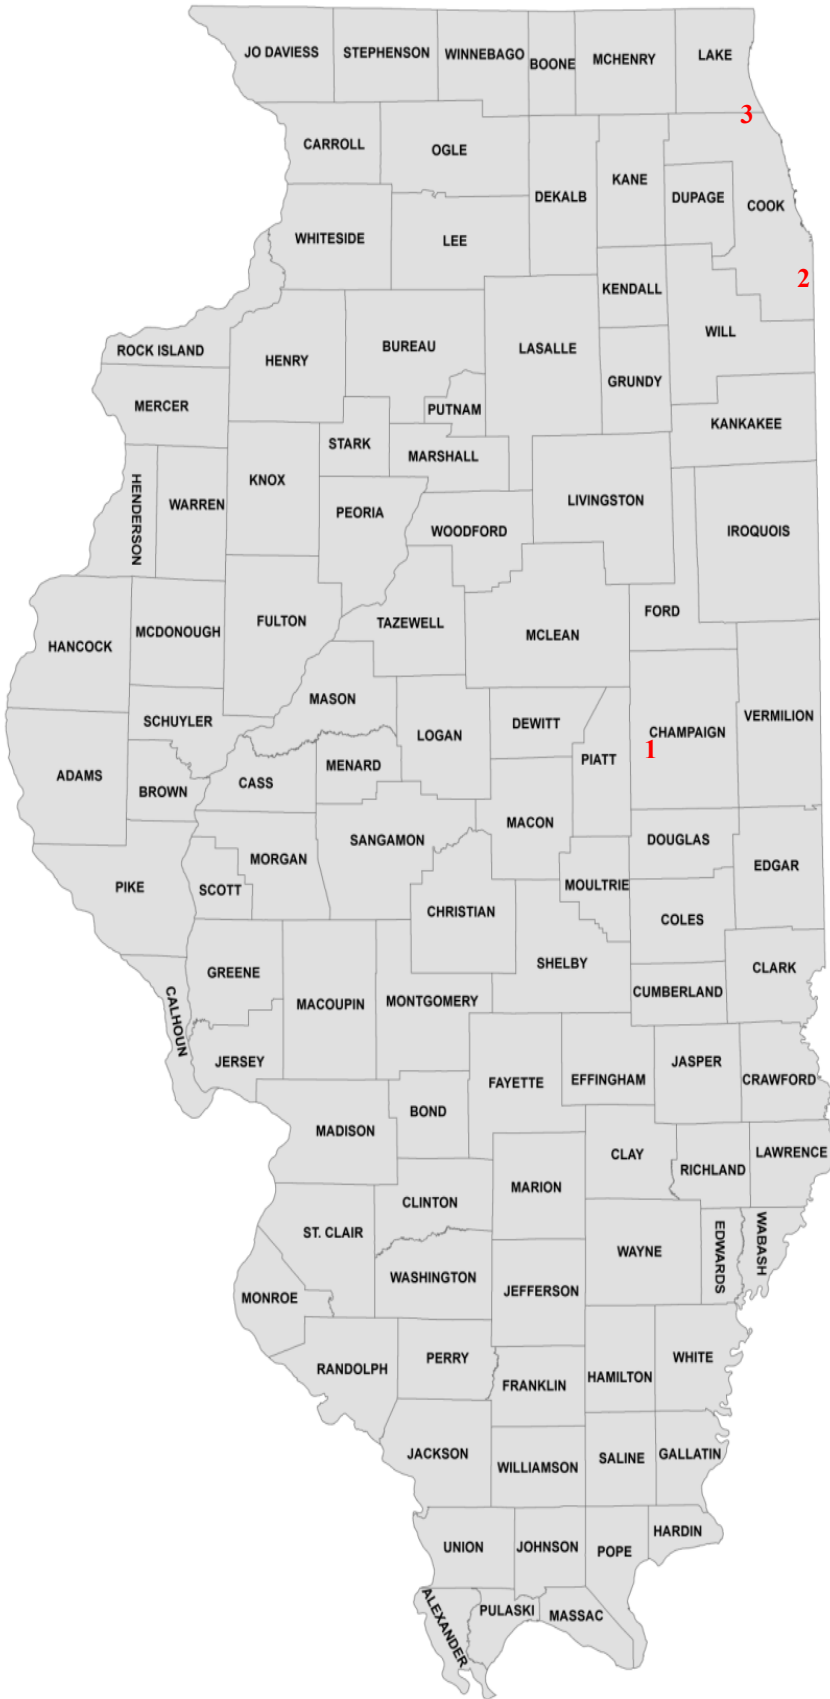 JO DAVIESS
STEPHENSON
WINNEBAGO
BOONE
MCHENRY
LAKE
3
CARROLL
OGLE
DEKALB
KANE
DUPAGE
COOK
WHITESIDE
LEE
2
KENDALL
WILL
ROCK ISLAND
HENRY
BUREAU
LASALLE
GRUNDY
MERCER
PUTNAM
KANKAKEE
STARK
MARSHALL
KNOX
HENDERSON
WARREN
PEORIA
WOODFORD
LIVINGSTON
IROQUOIS
FORD
HANCOCK
MCDONOUGH
FULTON
TAZEWELL
MCLEAN
MASON
SCHUYLER
LOGAN
DEWITT
CHAMPAIGN
VERMILION
1
PIATT
ADAMS
BROWN
CASS
MENARD
MACON
SANGAMON
DOUGLAS
MORGAN
EDGAR
PIKE
SCOTT
MOULTRIE
CHRISTIAN
COLES
GREENE
SHELBY
CLARK
CUMBERLAND
CALHOUN
MACOUPIN
MONTGOMERY
JERSEY
FAYETTE
EFFINGHAM
JASPER
CRAWFORD
BOND
MADISON
CLAY
RICHLAND
LAWRENCE
MARION
CLINTON
ST. CLAIR
WAYNE
EDWARDS
WABASH
WASHINGTON
JEFFERSON
MONROE
RANDOLPH
PERRY
WHITE
FRANKLIN
HAMILTON
JACKSON
WILLIAMSON
SALINE
GALLATIN
UNION
JOHNSON
POPE
HARDIN
ALEXANDER
PULASKI
MASSAC